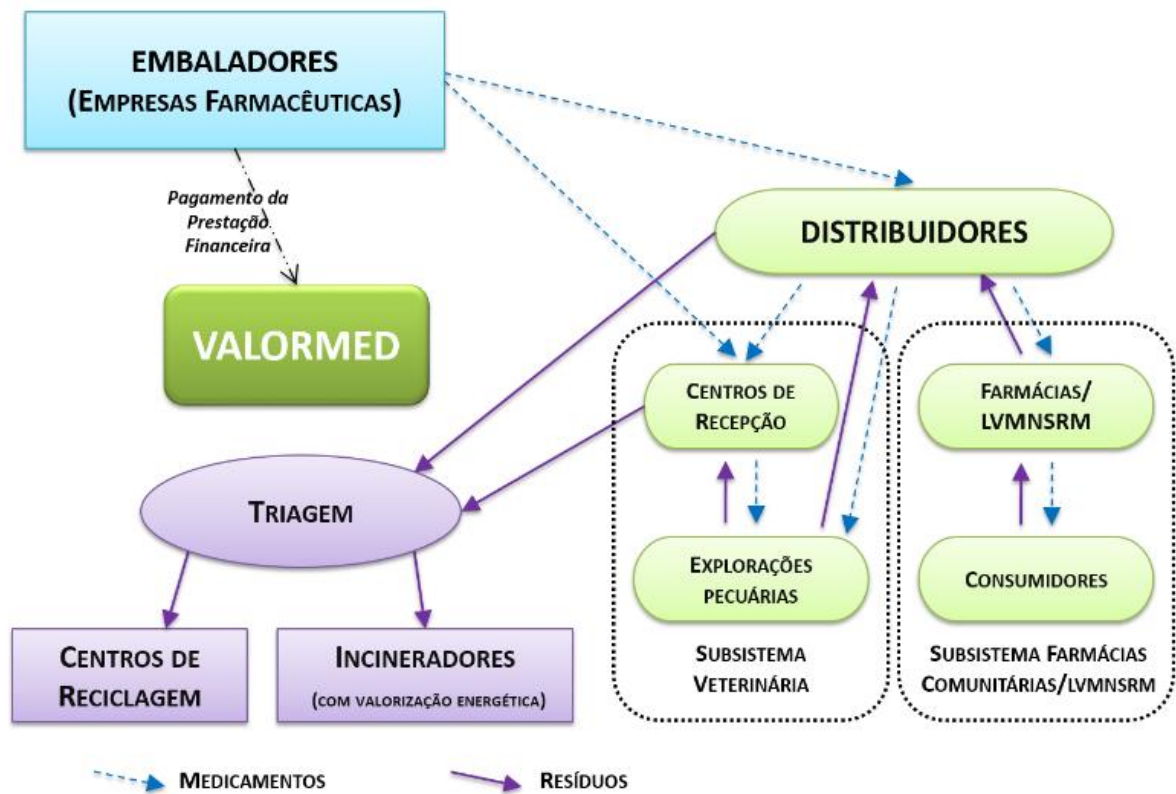 EMBALADORES
(EMPRESAS FARMACÊUTICAS)
Pagamento da
Prestação
Financeira
VALORMED
DISTRIBUIDORES
CENTROS DE
RECEPÇÃO
FARMÁCIAS/
LVMNSRM
TRIAGEM
EXPLORAÇÕES
PECUÁRIAS
CONSUMIDORES
CENTROS DE
RECICLAGEM
INCINERADORES
(COM VALORIZAÇÃO ENERGÉTICA)
SUBSISTEMA
VETERINÁRIA
SUBSISTEMA FARMÁCIAS
COMUNITÁRIAS/LVMNSRM
MEDICAMENTOS
RESÍDUOS